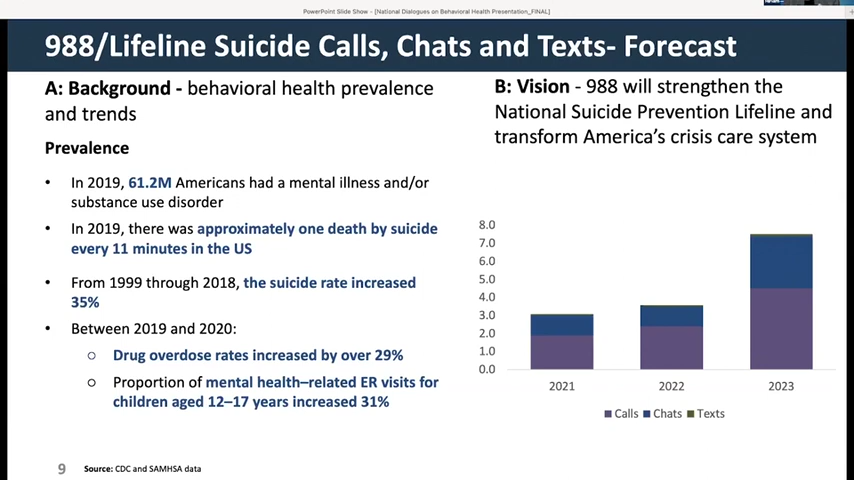 PowerPoint Slide Show - [National Dialogues on Behavioral Health Presentation_FINAL]
988/Lifeline Suicide Calls, Chats and Texts- Forecast
A: Background - behavioral health prevalence
and trends
Prevalence
• In 2019, 61.2M Americans had a mental illness and/or
substance use disorder
• In 2019, there was approximately one death by suicide
every 11 minutes in the US
• From 1999 through 2018, the suicide rate increased
35%
• Between 2019 and 2020:
○ Drug overdose rates increased by over 29%
○ Proportion of mental health–related ER visits for
children aged 12–17 years increased 31%
B: Vision - 988 will strengthen the
National Suicide Prevention Lifeline and
transform America's crisis care system
8.0
7.0
6.0
5.0
4.0
3.0
2.0
1.0
0.0
2021 2022 2023
Calls Chats Texts
9 Source: CDC and SAMHSA data